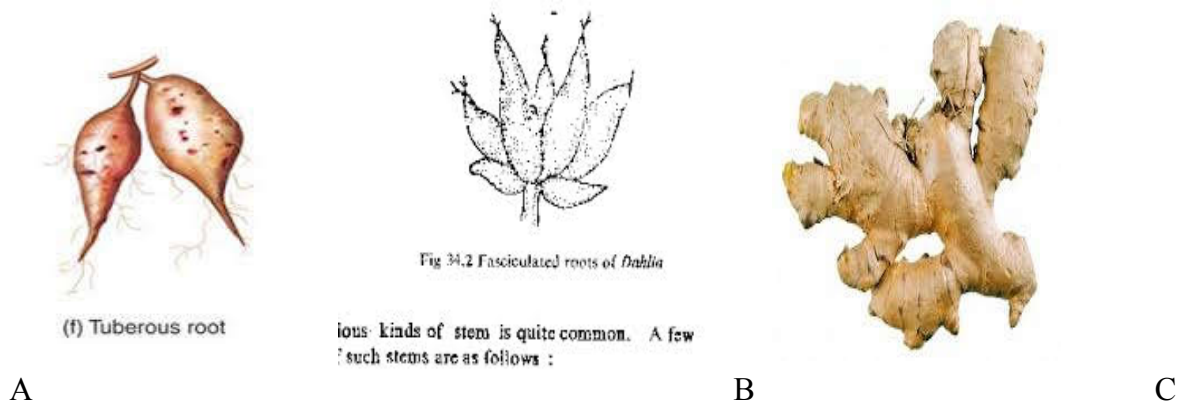 Fig 34.2 Fasciculated roots of Dahlia
(f) Tuberous root
ious kinds of stem is quite common. A few
f such stems are as follows :
A B C